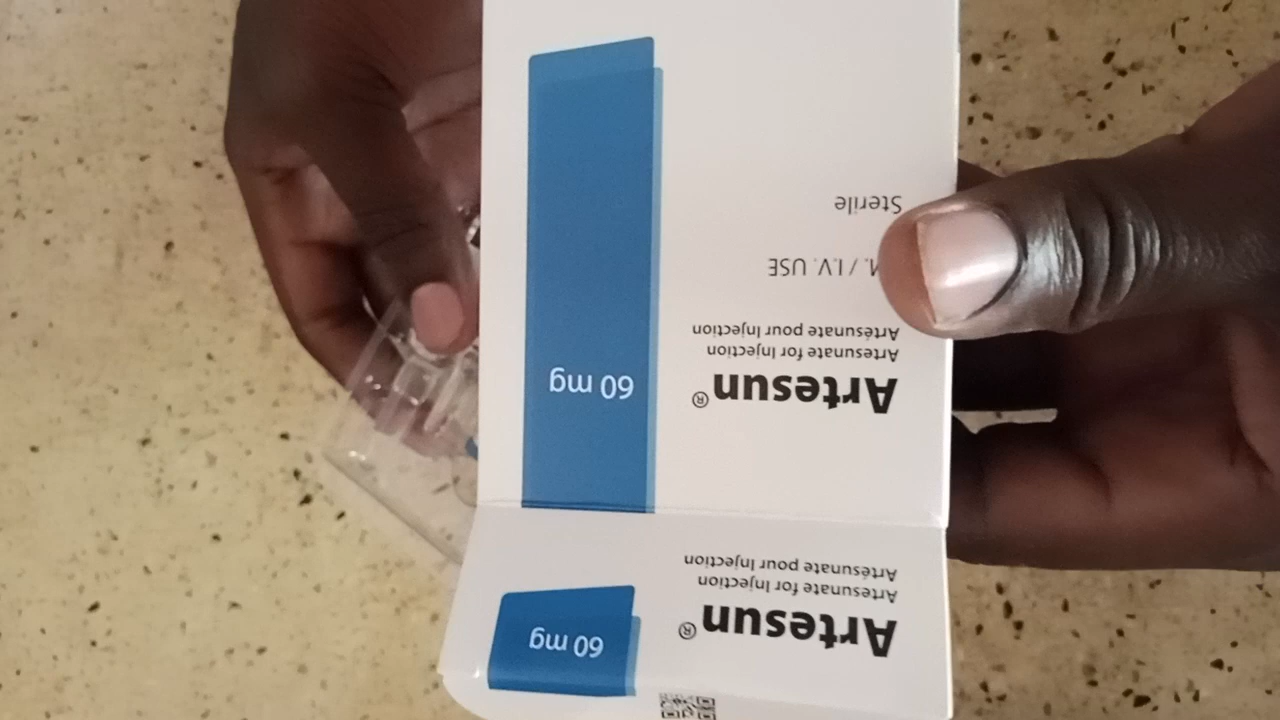 Artesun®
Artesunate for Injection
Artésunate pour Injection
60 mg
Artesun®
Artesunate for Injection
Artésunate pour Injection
/ I.V. USE
Sterile
60 mg